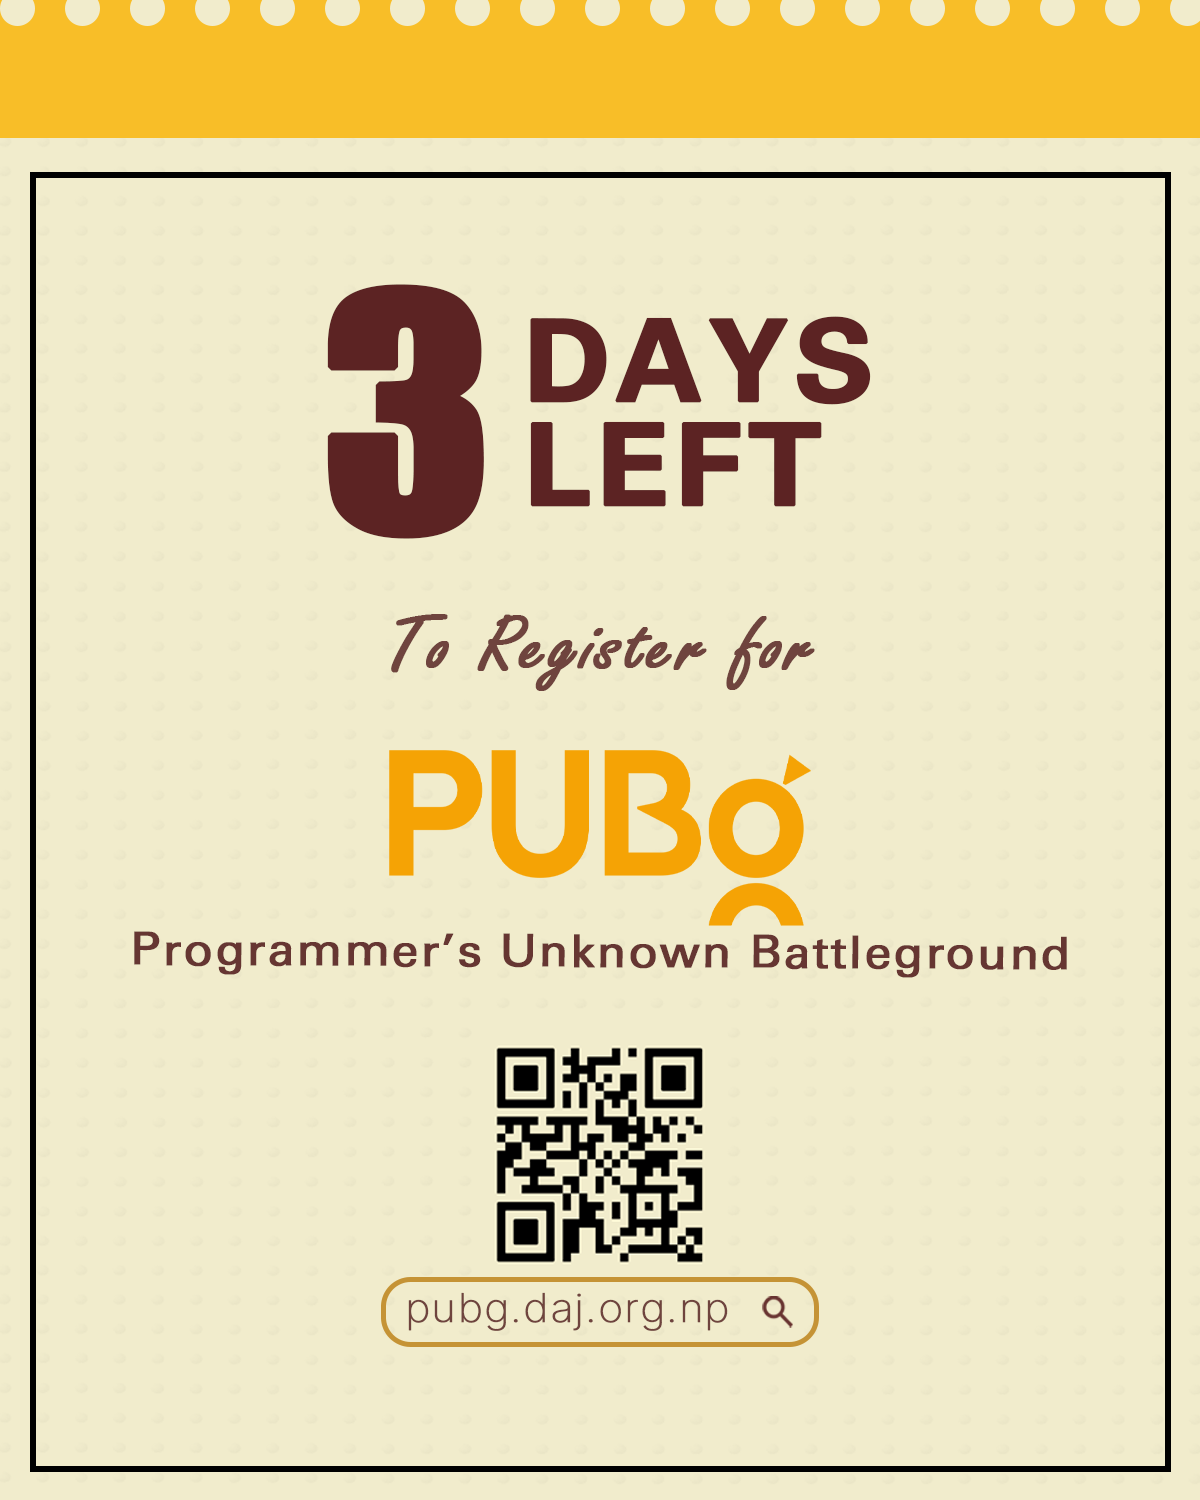 3 DAYS
LEFT
To Register for
PUBg
Programmer's Unknown Battleground
pubg.daj.org.np